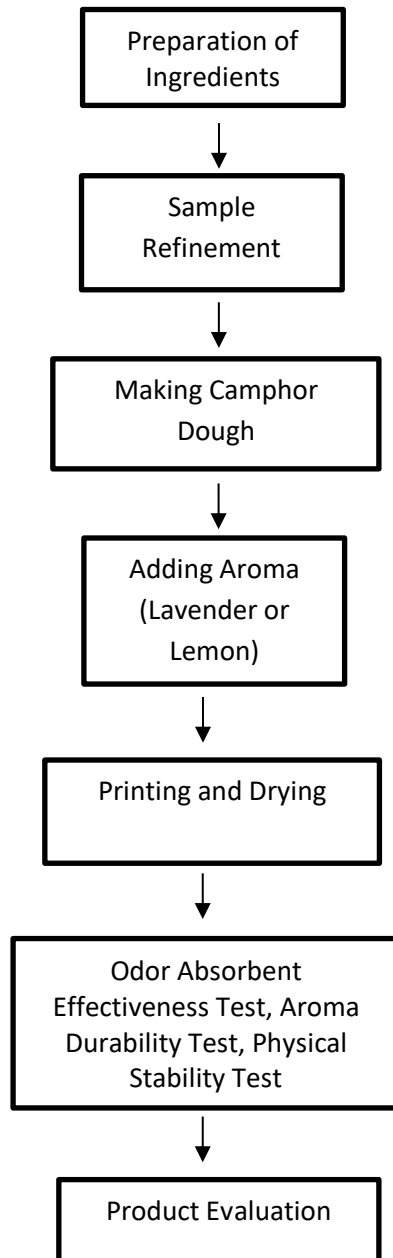 Preparation of
Ingredients
Sample
Refinement
Making Camphor
Dough
Adding Aroma
(Lavender or
Lemon)
Printing and Drying
Odor Absorbent
Effectiveness Test, Aroma
Durability Test, Physical
Stability Test
Product Evaluation